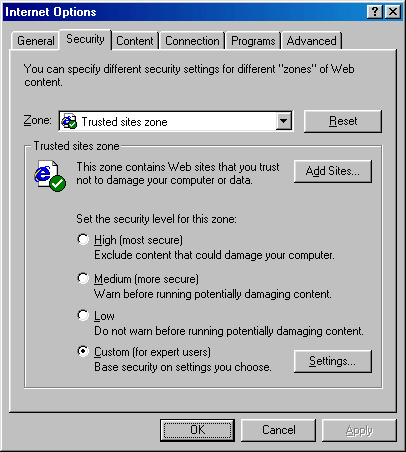 Internet Options
General Security Content Connection Programs Advanced
You can specify different security settings for different "zones" of Web
content.
Zone: Trusted sites zone Reset
Trusted sites zone
This zone contains Web sites that you trust
not to damage your computer or data.
Add Sites...
Set the security level for this zone:
High (most secure)
Exclude content that could damage your computer.
Medium (more secure)
Warn before running potentially damaging content.
Low
Do not warn before running potentially damaging content.
Custom (for expert users)
Base security on settings you choose.
Settings...
OK Cancel Apply